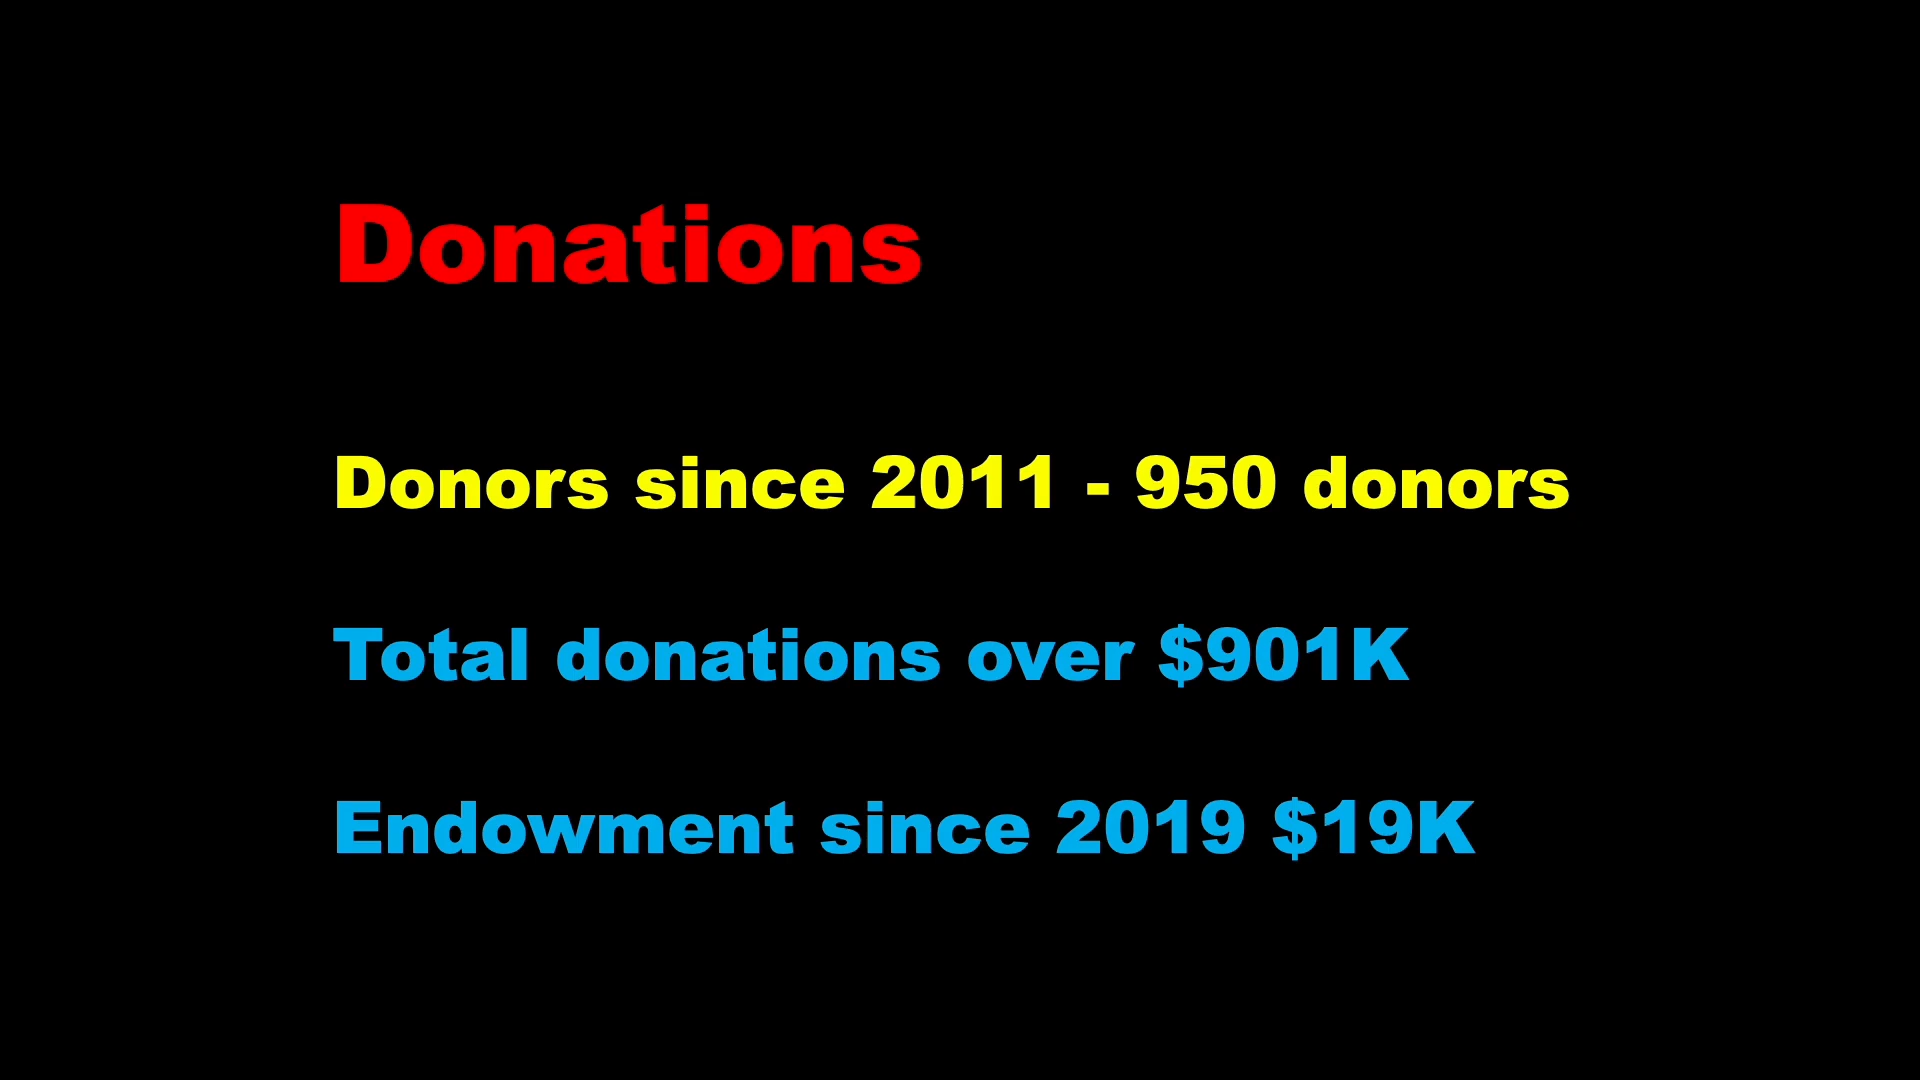 Donations
Donors since 2011 - 950 donors
Total donations over $901K
Endowment since 2019 $19K